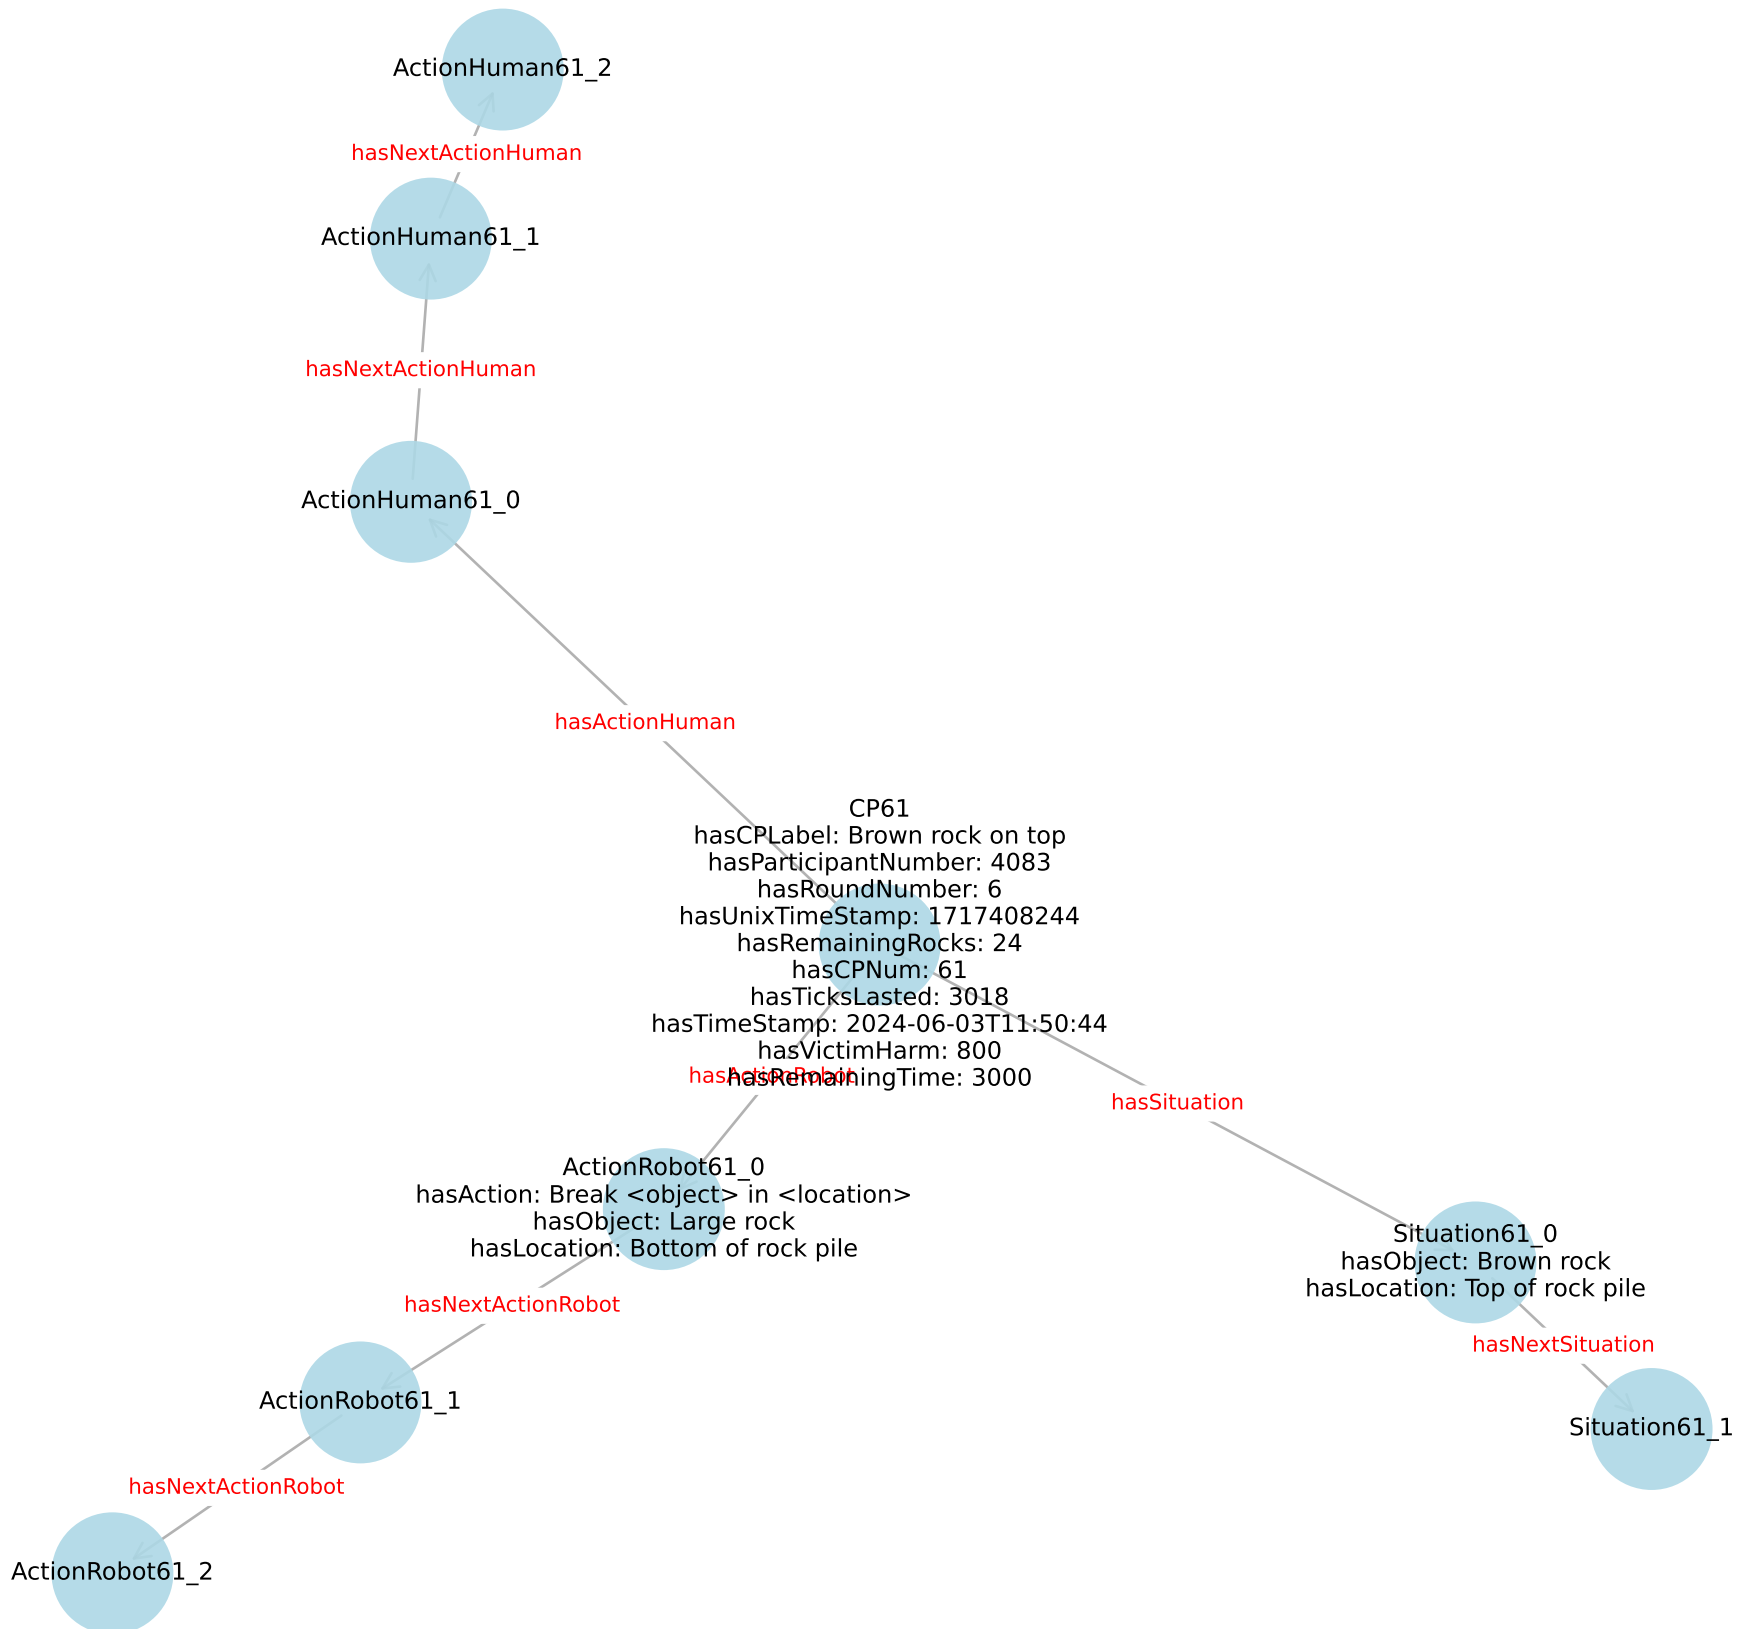 ActionHuman61_2
hasNextActionHuman
ActionHuman61_1
hasNextActionHuman
ActionHuman61_0
hasActionHuman
CP61
hasCPLabel: Brown rock on top
hasParticipantNumber: 4083
hasRoundNumber: 6
hasUnixTimeStamp: 1717408244
hasRemainingRocks: 24
hasCPNum: 61
hasTicksLasted: 3018
hasTimeStamp: 2024-06-03T11:50:44
hasVictimHarm: 800
hasRemainingTime: 3000
hasActionRobot
hasSituation
ActionRobot61_0
hasAction: Break <object> in <location>
hasObject: Large rock
hasLocation: Bottom of rock pile
Situation61_0
hasObject: Brown rock
hasLocation: Top of rock pile
hasNextActionRobot
hasNextSituation
ActionRobot61_1
Situation61_1
hasNextActionRobot
ActionRobot61_2